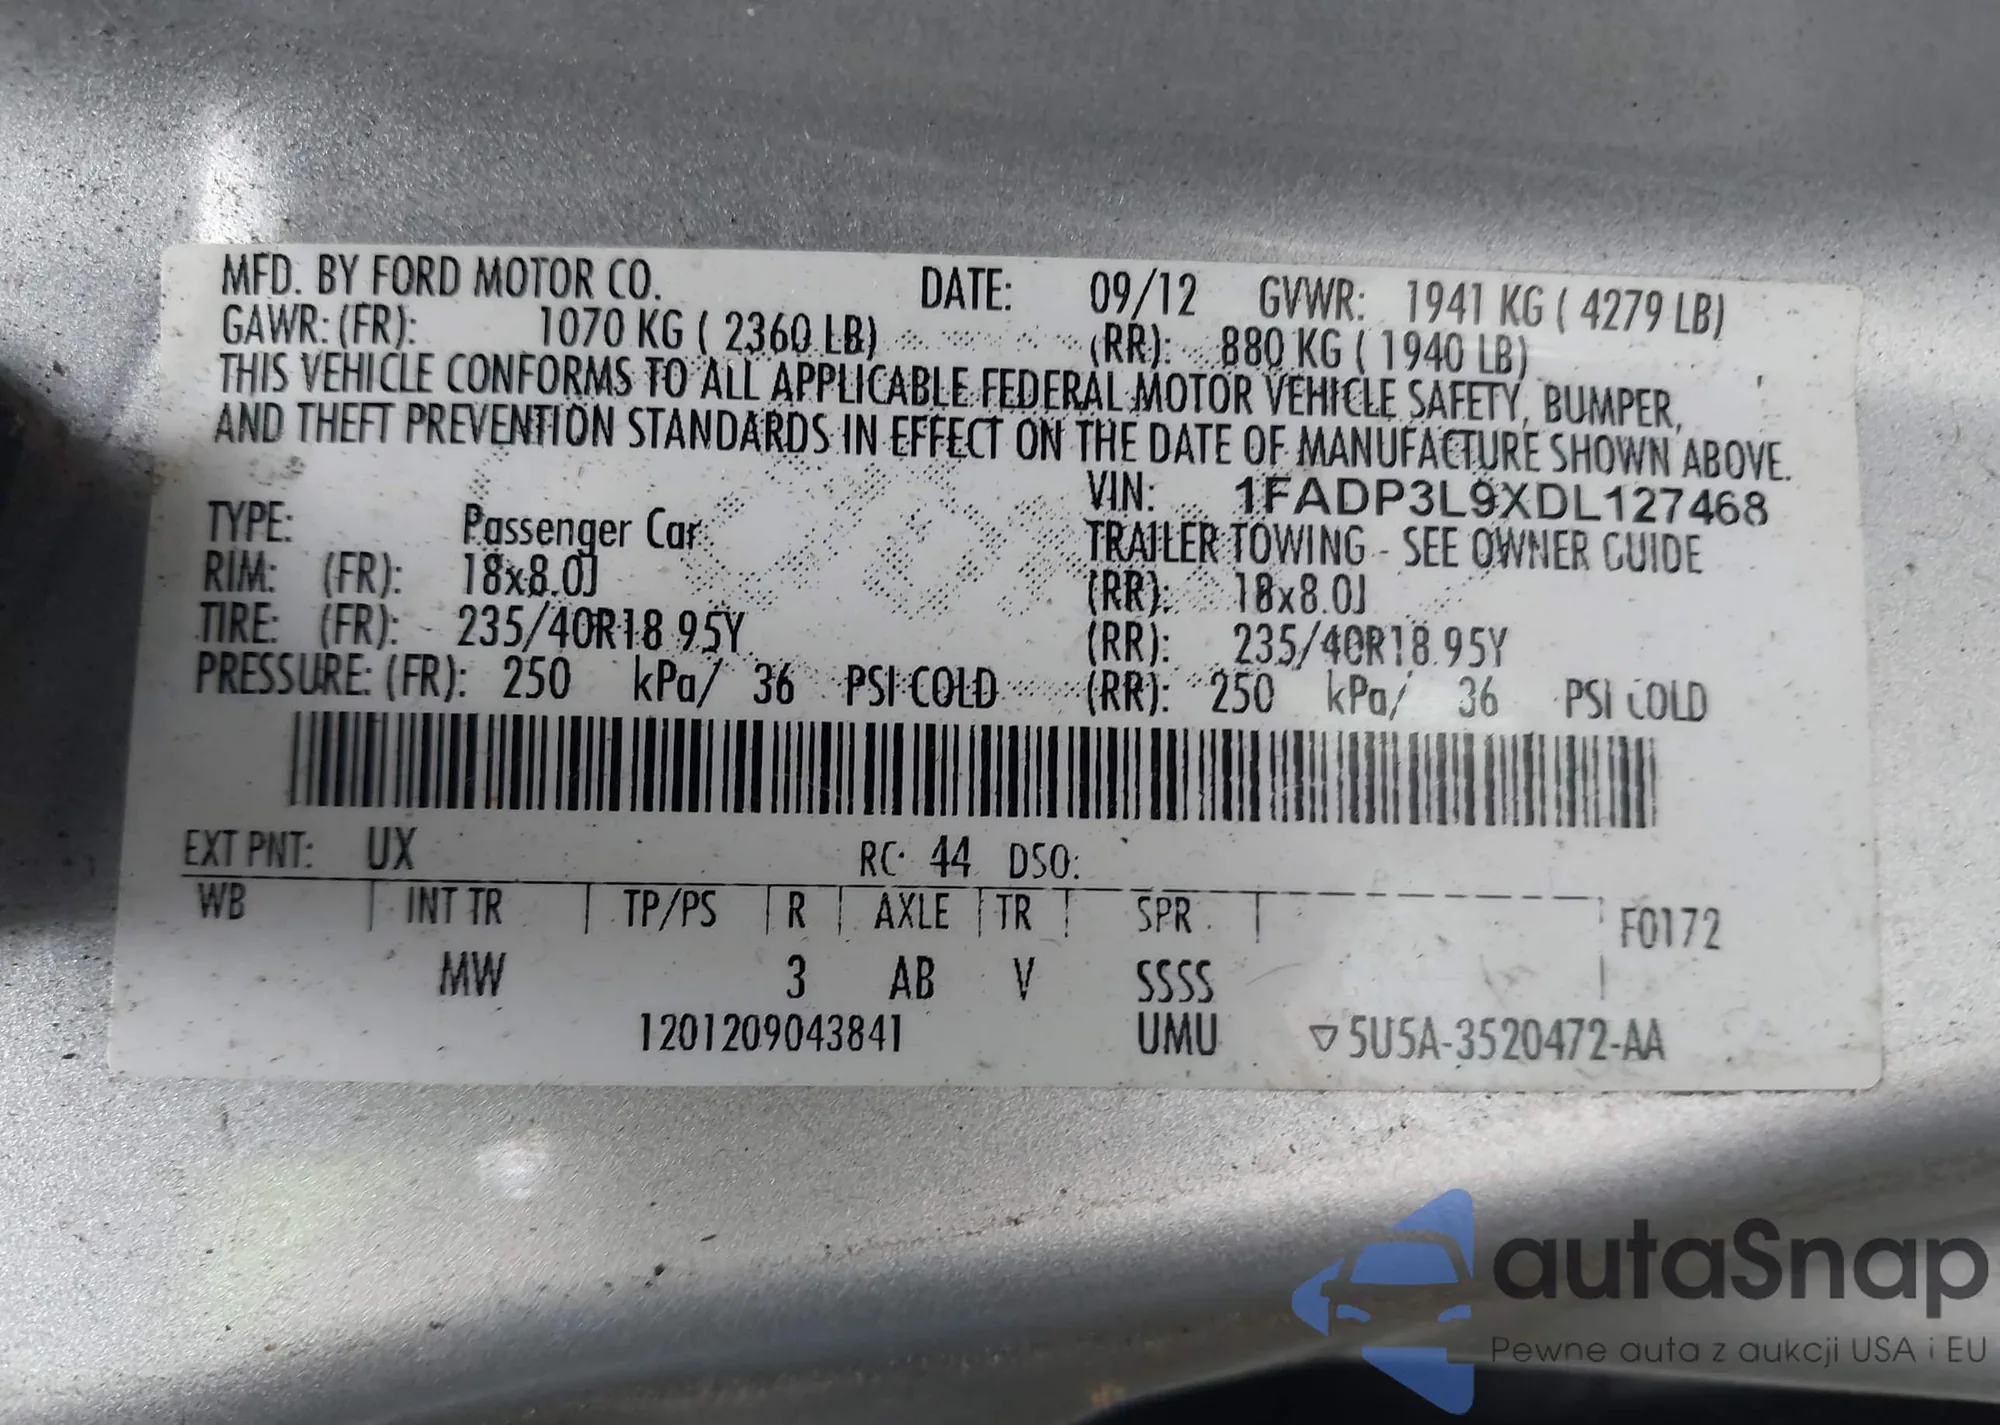 MFD. BY FORD MOTOR CO. DATE: 09/12 GVWR: 1941 KG ( 4279 LB)
GAWR: (FR): 1070 KG ( 2360 LB) (RR): 880 KG ( 1940 LB)
THIS VEHICLE CONFORMS TO ALL APPLICABLE FEDERAL MOTOR VEHICLE SAFETY, BUMPER,
AND THEFT PREVENTION STANDARDS IN EFFECT ON THE DATE OF MANUFACTURE SHOWN ABOVE.
VIN: 1FADP3L9XDL127468
TYPE: Passenger Car TRAILER TOWING - SEE OWNER GUIDE
RIM: (FR): 18x8.0J (RR): 18x8.0J
TIRE: (FR): 235/40R18 95Y (RR): 235/40R18 95Y
PRESSURE: (FR): 250 kPa/ 36 PSI COLD (RR): 250 kPa/ 36 PSI COLD
EXT PNT: UX RC: 44 DSO:
WB INT TR TP/PS R AXLE TR SPR F0172
MW 3 AB V SSSS
1201209043841 UMU ▽5U5A-3520472-AA
autaSnap
Pewne auta z aukcji USA i EU